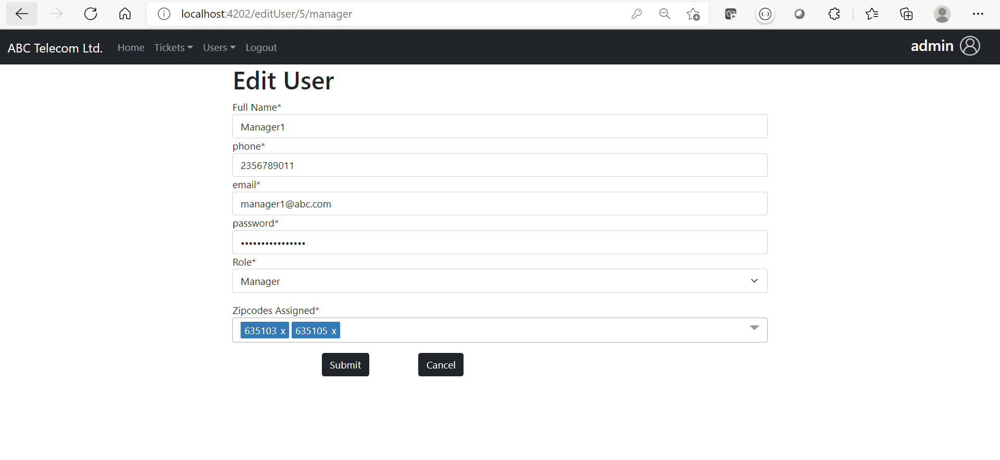 localhost:4202/editUser/5/manager
ABC Telecom Ltd. Home Tickets Users Logout admin
Edit User
Full Name*
Manager1
phone*
2356789011
email*
manager1@abc.com
password*
••••••••••••••••
Role*
Manager
Zipcodes Assigned*
635103 x 635105 x
Submit Cancel